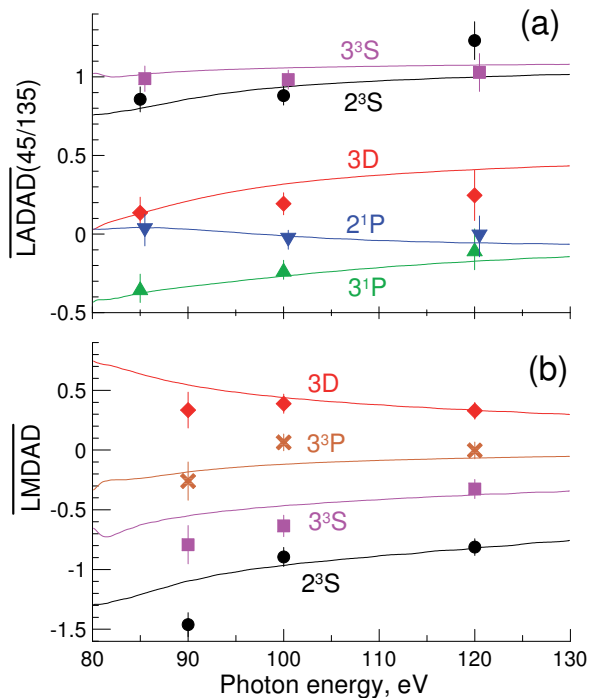 (a)
3³S
1
2³S
LADAD(45/135)
0.5
3D
2¹P
0
3¹P
-0.5
(b)
3D
0.5
3³P
0
LMDAD
-0.5
3³S
-1
2³S
-1.5
80 90 100 110 120 130
Photon energy, eV